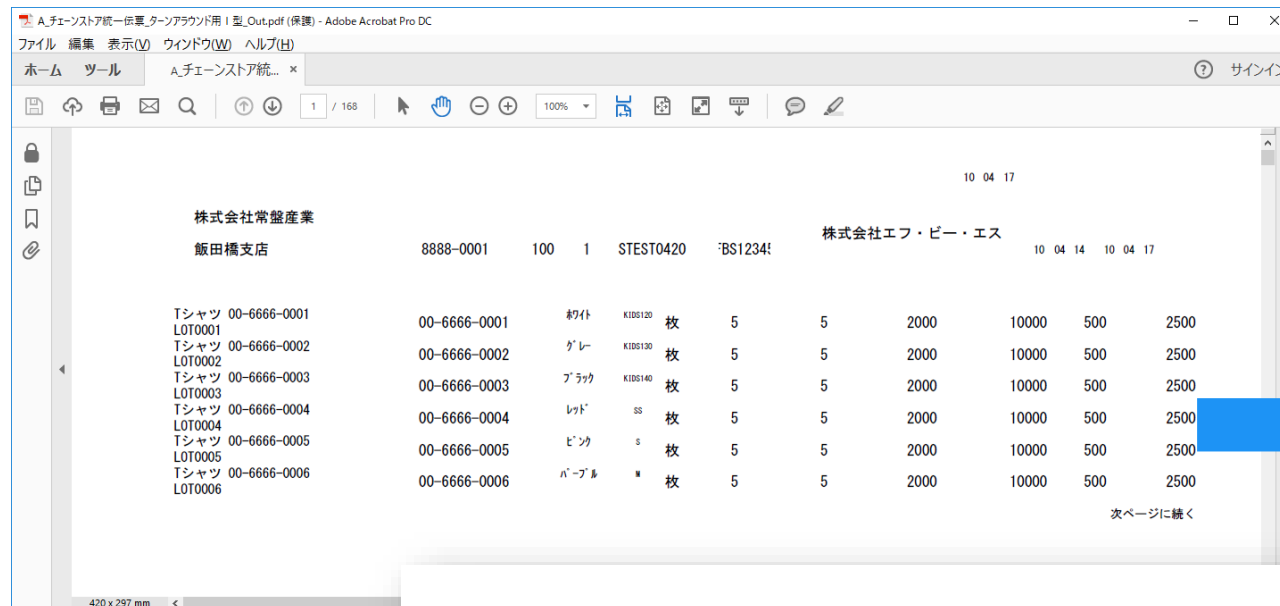 A_チェーンストア統一伝票_ターンアラウンド用Ⅰ型_Out.pdf (保護) - Adobe Acrobat Pro DC
ファイル 編集 表示(V) ウィンドウ(W) ヘルプ(H)
ホーム ツール A_チェーンストア統... × ? サインイン
1 / 168 100%
10 04 17
株式会社常盤産業
株式会社エフ・ビー・エス
飯田橋支店 8888-0001 100 1 STEST0420 FBS12345 10 04 14 10 04 17
Tシャツ 00-6666-0001
LOT0001 00-6666-0001 ホワイト KIDS120 枚 5 5 2000 10000 500 2500
Tシャツ 00-6666-0002
LOT0002 00-6666-0002 グレー KIDS130 枚 5 5 2000 10000 500 2500
Tシャツ 00-6666-0003
LOT0003 00-6666-0003 ブラック KIDS140 枚 5 5 2000 10000 500 2500
Tシャツ 00-6666-0004
LOT0004 00-6666-0004 レッド SS 枚 5 5 2000 10000 500 2500
Tシャツ 00-6666-0005
LOT0005 00-6666-0005 ピンク S 枚 5 5 2000 10000 500 2500
Tシャツ 00-6666-0006
LOT0006 00-6666-0006 パープル M 枚 5 5 2000 10000 500 2500
次ページに続く
420 x 297 mm